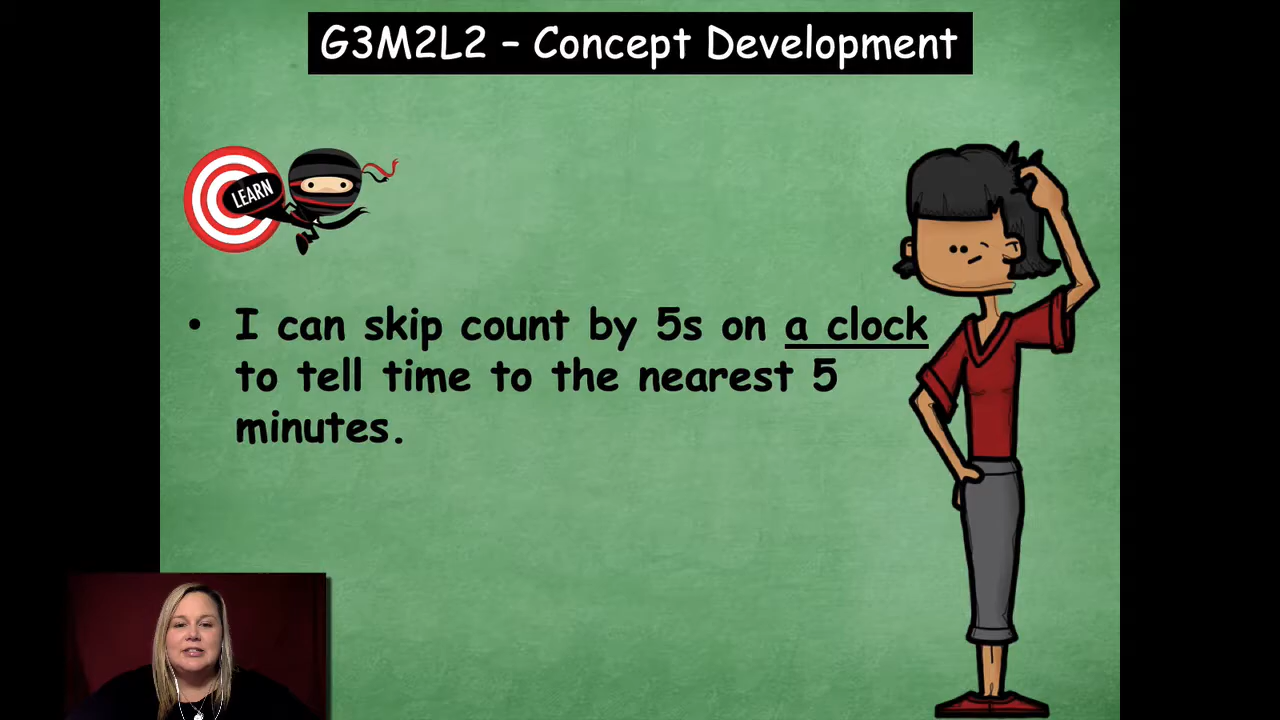 G3M2L2 – Concept Development
LEARN
• I can skip count by 5s on a clock
to tell time to the nearest 5
minutes.